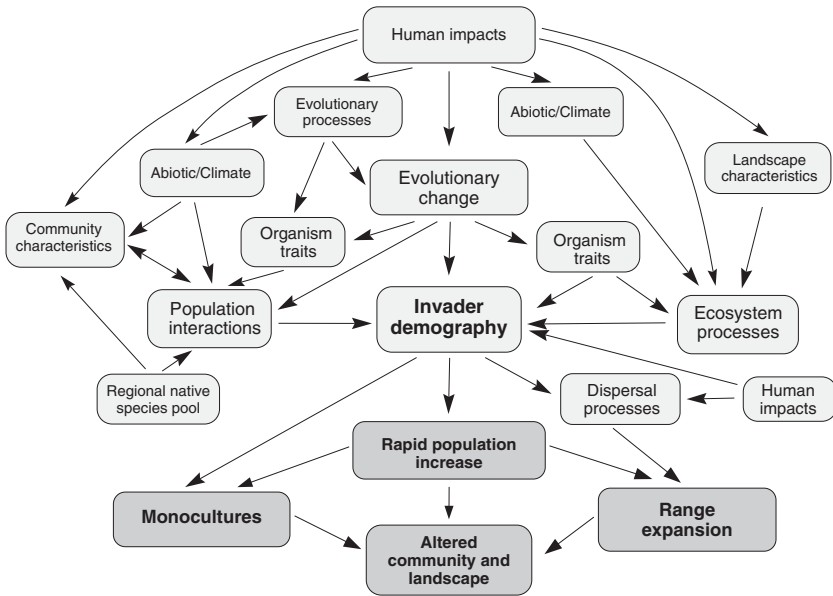 Human impacts
Evolutionary
processes
Abiotic/Climate
Abiotic/Climate
Landscape
characteristics
Evolutionary
change
Community
characteristics
Organism
traits
Organism
traits
Population
interactions
Invader
demography
Ecosystem
processes
Regional native
species pool
Dispersal
processes
Human
impacts
Rapid population
increase
Monocultures
Range
expansion
Altered
community and
landscape